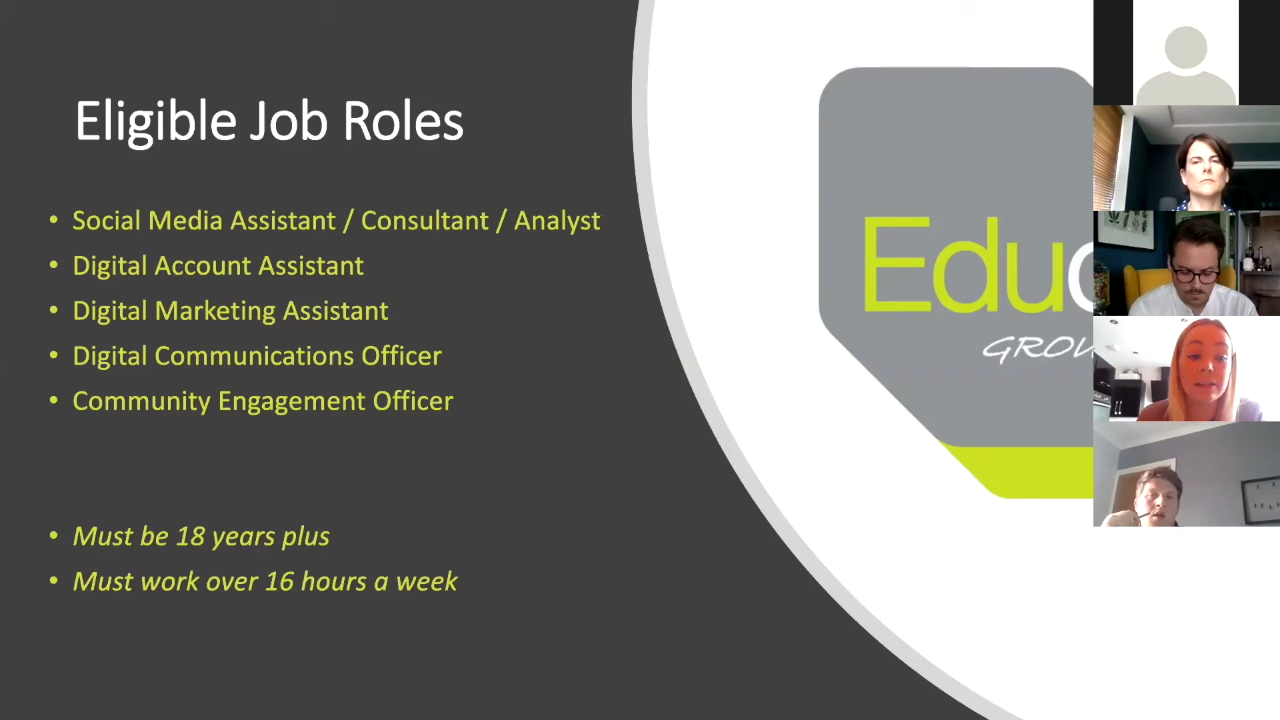 Eligible Job Roles
• Social Media Assistant / Consultant / Analyst
• Digital Account Assistant
• Digital Marketing Assistant
• Digital Communications Officer
• Community Engagement Officer
• Must be 18 years plus
• Must work over 16 hours a week
Edu
GRO